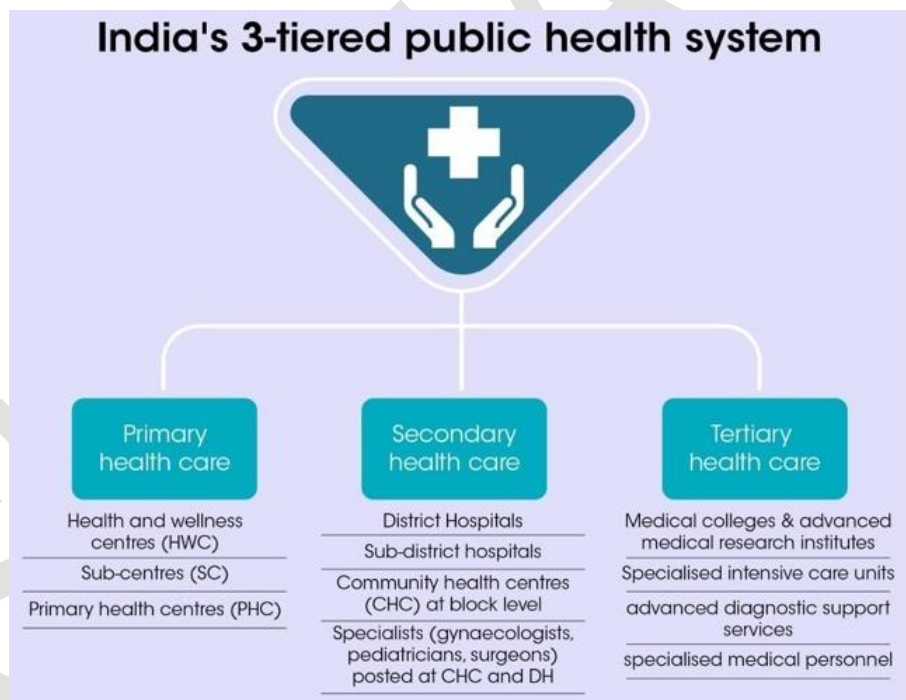 India's 3-tiered public health system
Primary
health care
Health and wellness
centres (HWC)
Sub-centres (SC)
Primary health centres (PHC)
Secondary
health care
District Hospitals
Sub-district hospitals
Community health centres
(CHC) at block level
Specialists (gynaecologists,
pediatricians, surgeons)
posted at CHC and DH
Tertiary
health care
Medical colleges & advanced
medical research institutes
Specialised intensive care units
advanced diagnostic support
services
specialised medical personnel